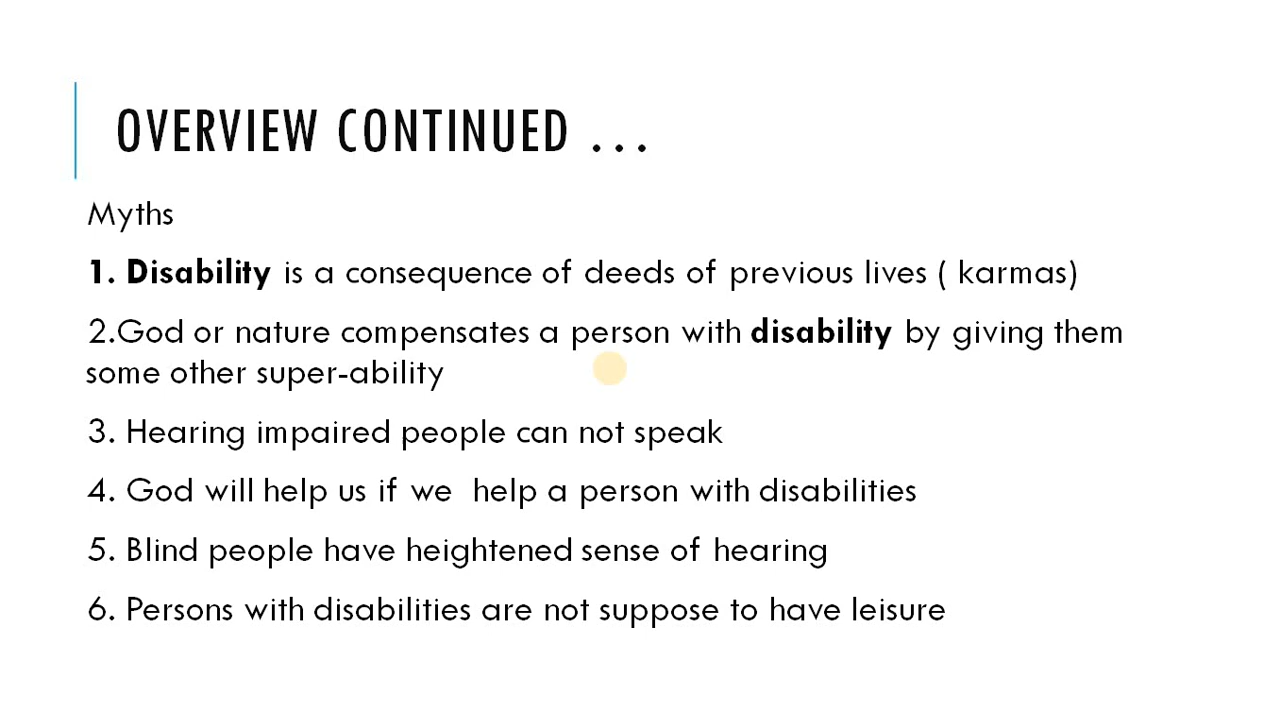 OVERVIEW CONTINUED ...
Myths
1. Disability is a consequence of deeds of previous lives ( karmas)
2.God or nature compensates a person with disability by giving them
some other super-ability
3. Hearing impaired people can not speak
4. God will help us if we  help a person with disabilities
5. Blind people have heightened sense of hearing
6. Persons with disabilities are not suppose to have leisure